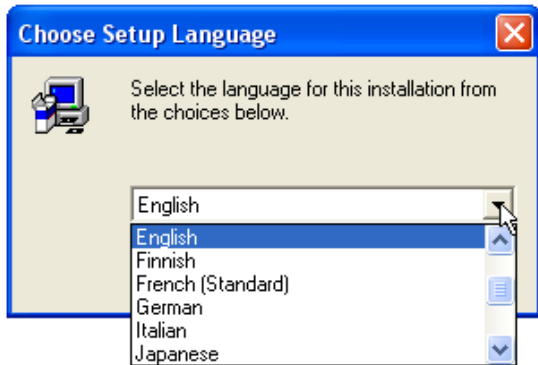 Choose Setup Language
Select the language for this installation from
the choices below.
English
English
Finnish
French (Standard)
German
Italian
Japanese